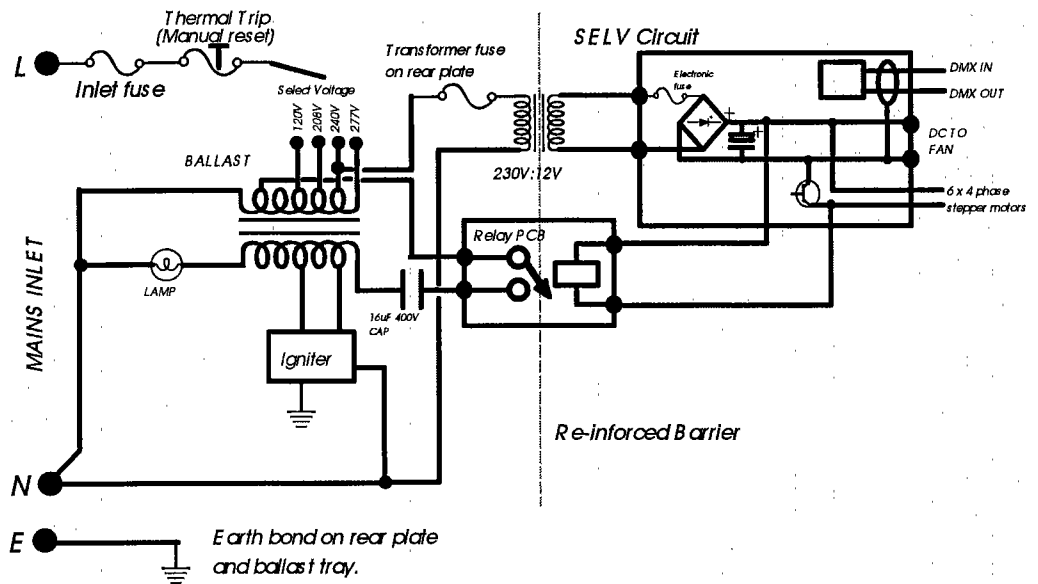 Thermal Trip
(Manual reset)
L
Inlet fuse
Select Voltage
120V
208V
240V
277V
Transformer fuse
on rear plate
SELV Circuit
Electronic
fuse
+
+
DMX IN
DMX OUT
DC TO
FAN
6 x 4 phase
stepper motors
BALLAST
230V:12V
MAINS INLET
LAMP
16uF 400V
CAP
Relay PCB
Igniter
Re-inforced Barrier
N
E
Earth bond on rear plate
and ballast tray.